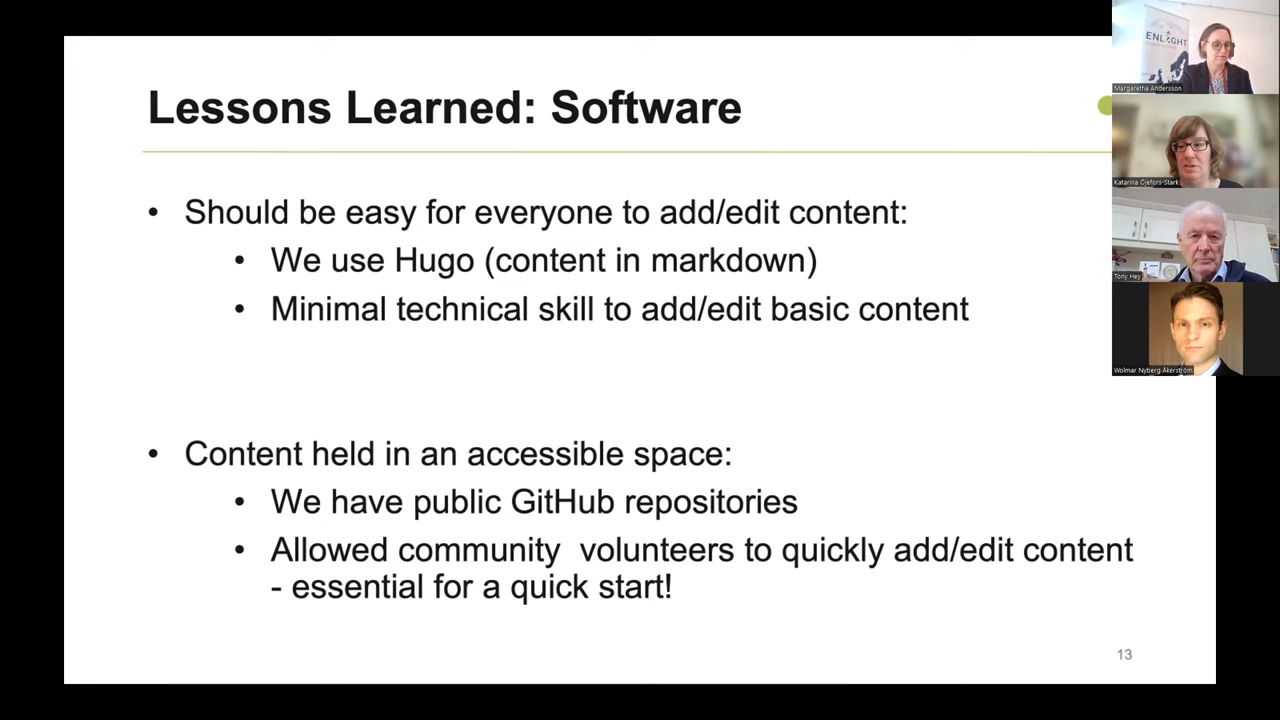 Lessons Learned: Software
• Should be easy for everyone to add/edit content:
• We use Hugo (content in markdown)
• Minimal technical skill to add/edit basic content
• Content held in an accessible space:
• We have public GitHub repositories
• Allowed community volunteers to quickly add/edit content
- essential for a quick start!
13
ENLIGHT
Margaretha Andersson
Katarina Öjefors-Stark
Tony Hey
Wolmar Nyberg Åkerström